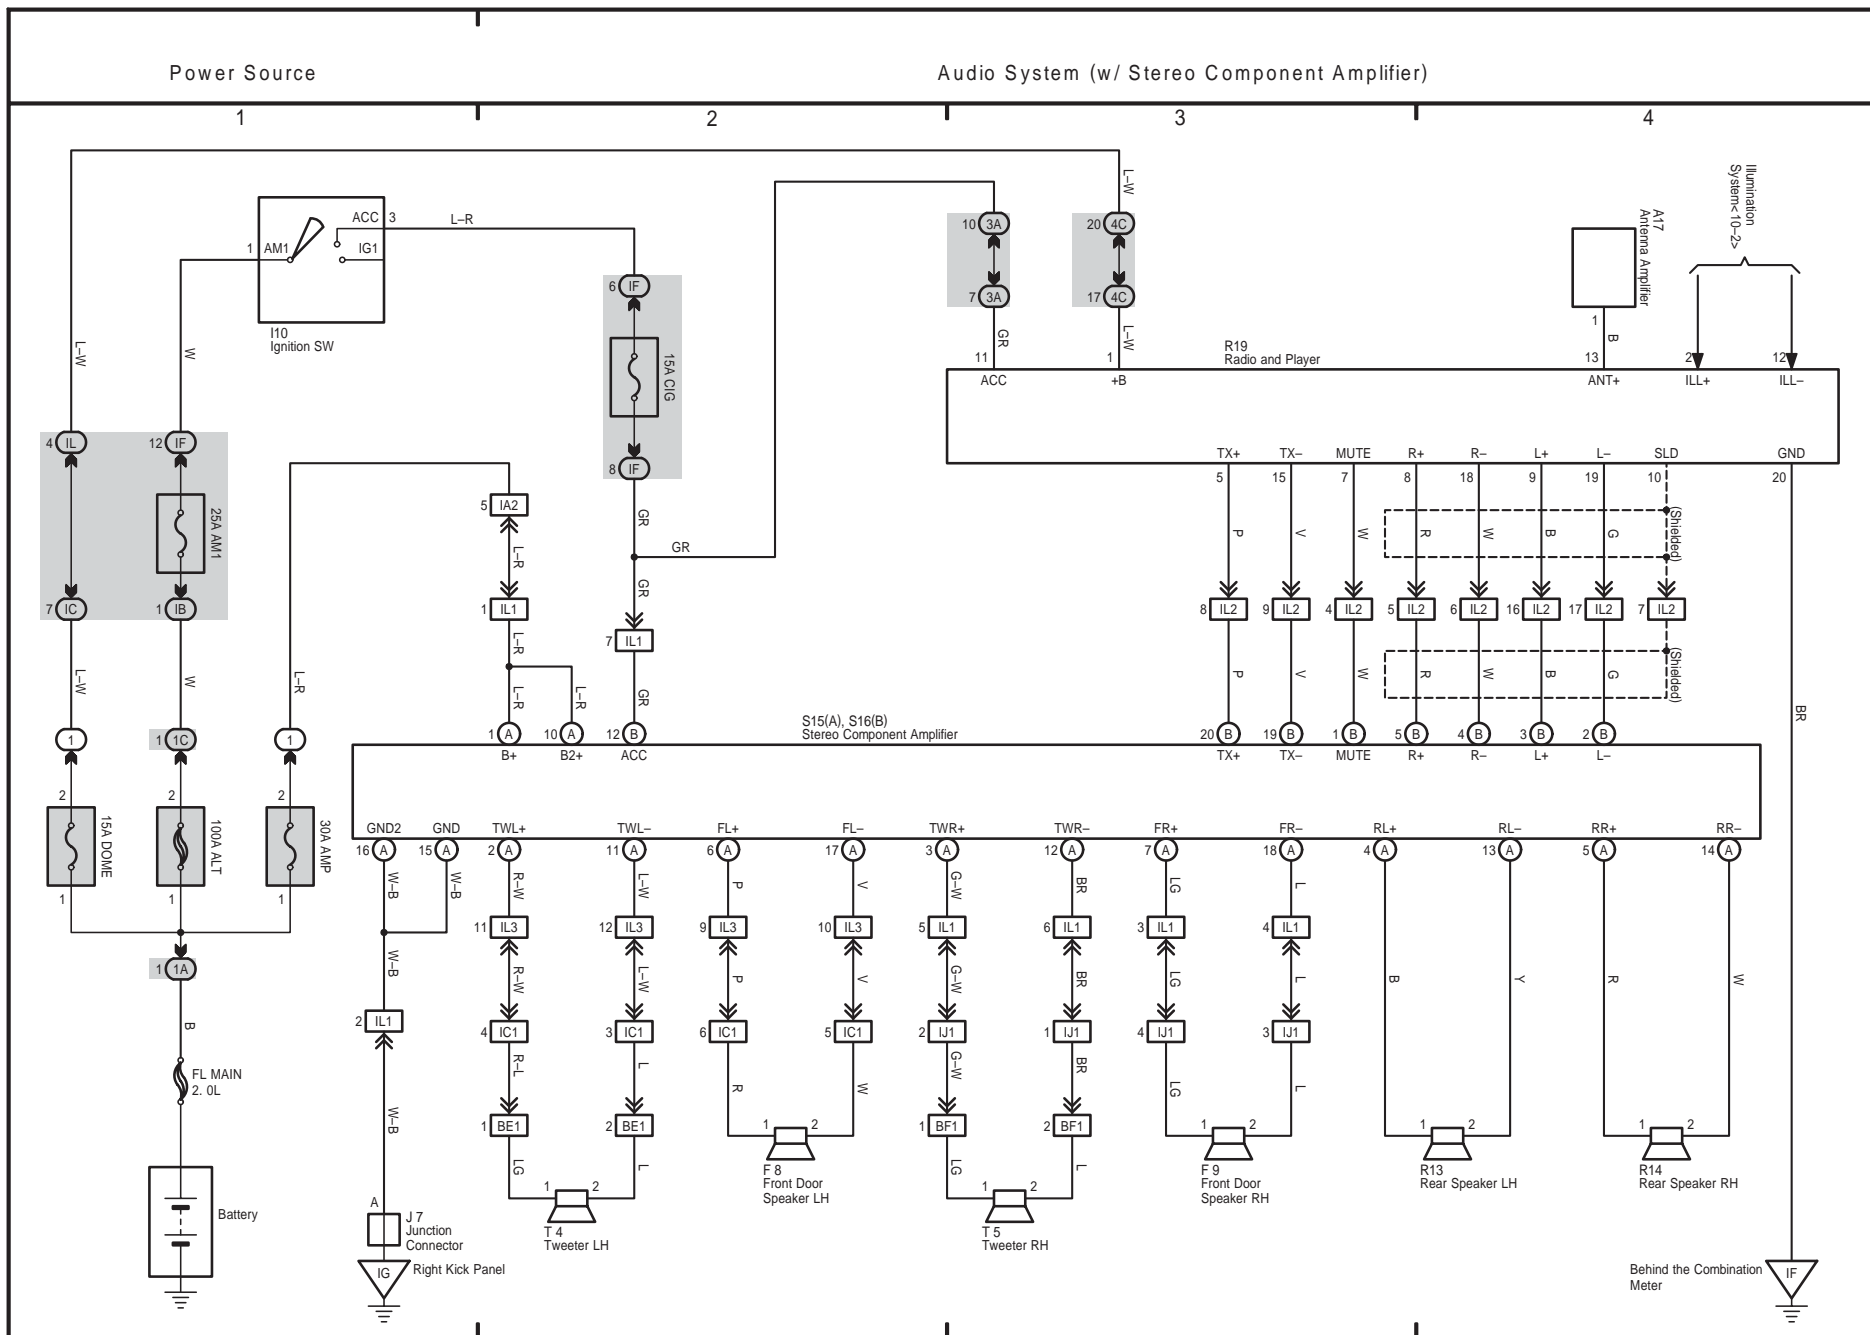 Power Source
Audio System (w/ Stereo Component Amplifier)
1
2
3
4
L–W
L–R
ACC 3
1 AM1
IG1
I10
Ignition SW
L–W
W
6 IF
15A CIG
8 IF
10 3A
7 3A
GR
20 4C
17 4C
L–W
A17
Antenna Amplifier
1
B
Illumination
System<10–2>
R19
Radio and Player
11
1
13
2
12
ACC
+B
ANT+
ILL+
ILL–
TX+
TX–
MUTE
R+
R–
L+
L–
SLD
GND
5
15
7
8
18
9
19
10
20
4 IL
12 IF
25A AM1
7 IC
1 IB
5 IA2
L–R
1 IL1
L–R
L–R
L–R
GR
GR
GR
7 IL1
GR
P
V
W
R
W
B
G
(Shielded)
8 IL2
9 IL2
4 IL2
5 IL2
6 IL2
16 IL2
17 IL2
7 IL2
P
V
W
R
W
B
G
(Shielded)
BR
L–W
W
L–R
1
1 1C
1
2
2
2
15A DOME
100A ALT
30A AMP
1
1
1
1 1A
B
FL MAIN
2. 0L
Battery
S15(A), S16(B)
Stereo Component Amplifier
1 A
10 A
12 B
20 B
19 B
1 B
5 B
4 B
3 B
2 B
B+
B2+
ACC
TX+
TX–
MUTE
R+
R–
L+
L–
GND2
GND
TWL+
TWL–
FL+
FL–
TWR+
TWR–
FR+
FR–
RL+
RL–
RR+
RR–
16 A
15 A
2 A
11 A
6 A
17 A
3 A
12 A
7 A
18 A
4 A
13 A
5 A
14 A
W–B
W–B
R–W
L–W
P
V
G–W
BR
LG
L
11 IL3
12 IL3
9 IL3
10 IL3
5 IL1
6 IL1
3 IL1
4 IL1
W–B
R–W
L–W
P
V
G–W
BR
LG
L
B
Y
R
W
2 IL1
4 IC1
3 IC1
6 IC1
5 IC1
2 IJ1
1 IJ1
4 IJ1
3 IJ1
W–B
R–L
L
R
W
G–W
BR
LG
L
1 BE1
2 BE1
1 BF1
2 BF1
1 2
F 8
Front Door
Speaker LH
1 2
F 9
Front Door
Speaker RH
1 2
R13
Rear Speaker LH
1 2
R14
Rear Speaker RH
LG
L
LG
L
1 2
T 4
Tweeter LH
1 2
T 5
Tweeter RH
A
J 7
Junction
Connector
IG
Right Kick Panel
Behind the Combination
Meter
IF